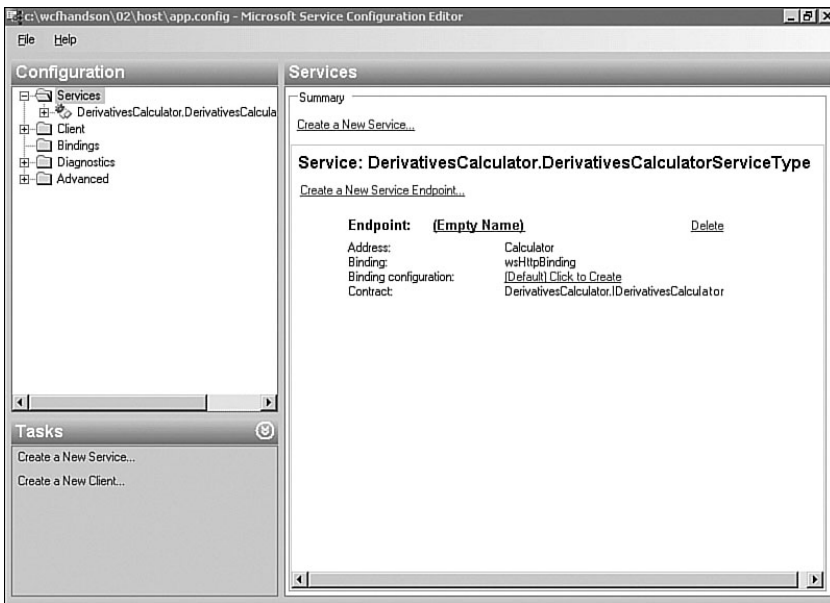 c:\wcfhandson\02\host\app.config - Microsoft Service Configuration Editor
File Help
Configuration
Services
DerivativesCalculator.DerivativesCalcula
Client
Bindings
Diagnostics
Advanced
Tasks
Create a New Service...
Create a New Client...
Services
Summary
Create a New Service...
Service: DerivativesCalculator.DerivativesCalculatorServiceType
Create a New Service Endpoint...
Endpoint: (Empty Name) Delete
Address: Calculator
Binding: wsHttpBinding
Binding configuration: (Default) Click to Create
Contract: DerivativesCalculator.IDerivativesCalculator